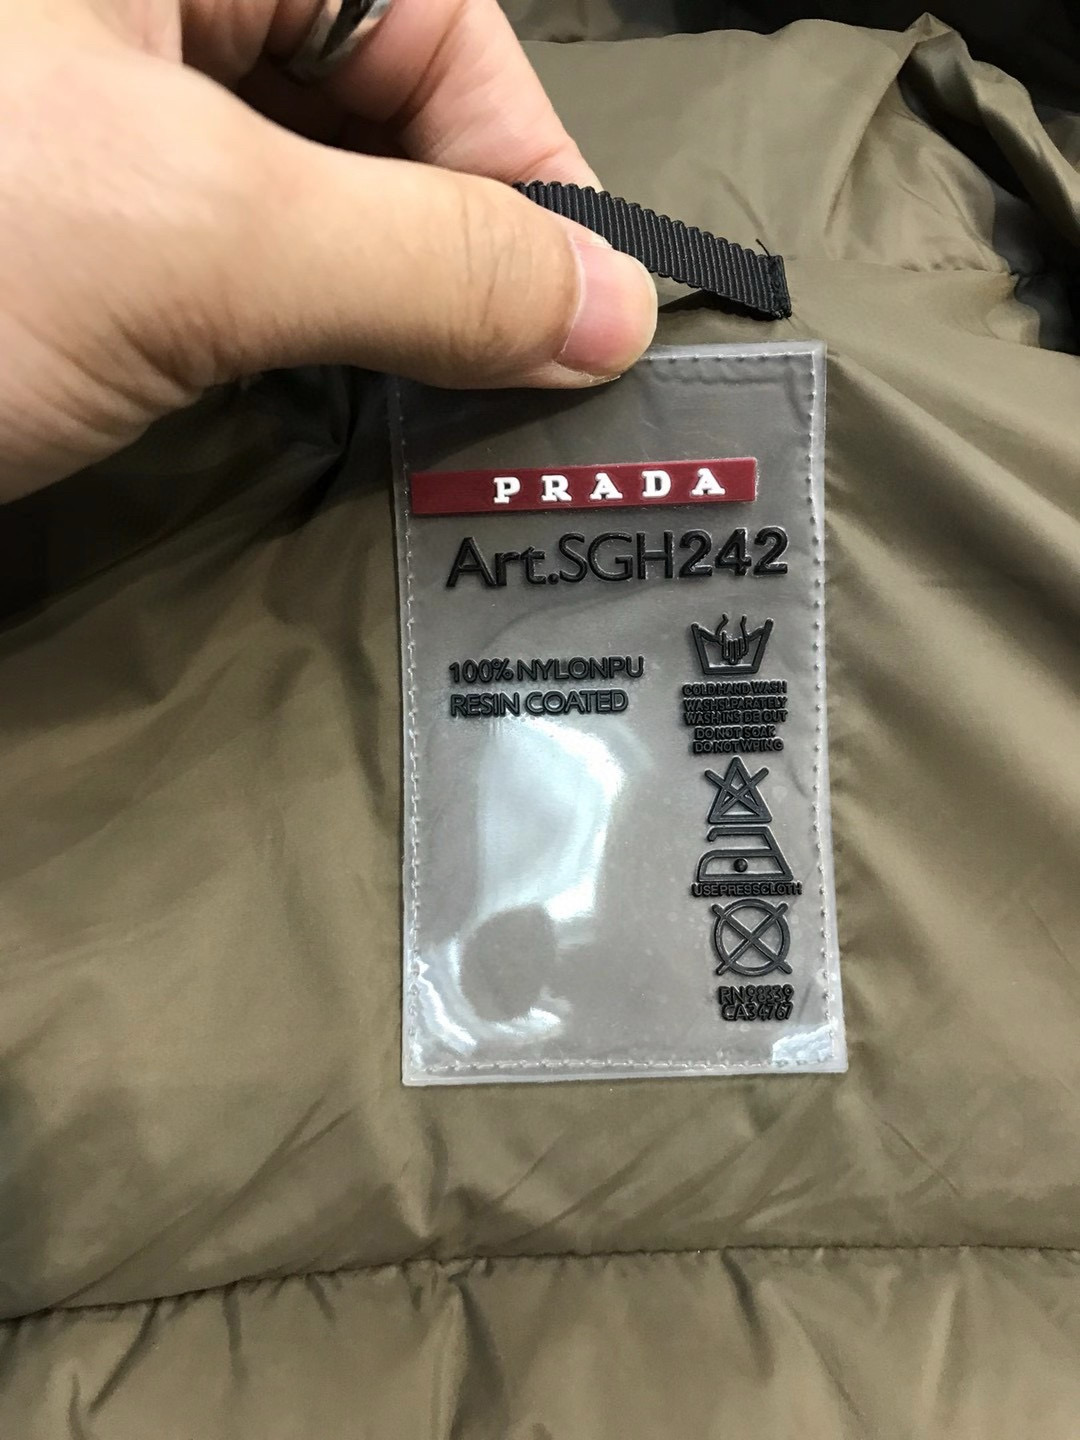 PRADA
Art.SGH242
100% NYLONPU
RESIN COATED
COLD HAND WASH
WASH SEPARATELY
WASH INSIDE OUT
DO NOT SOAK
DO NOT WRING
USE PRESS CLOTH
CA34767